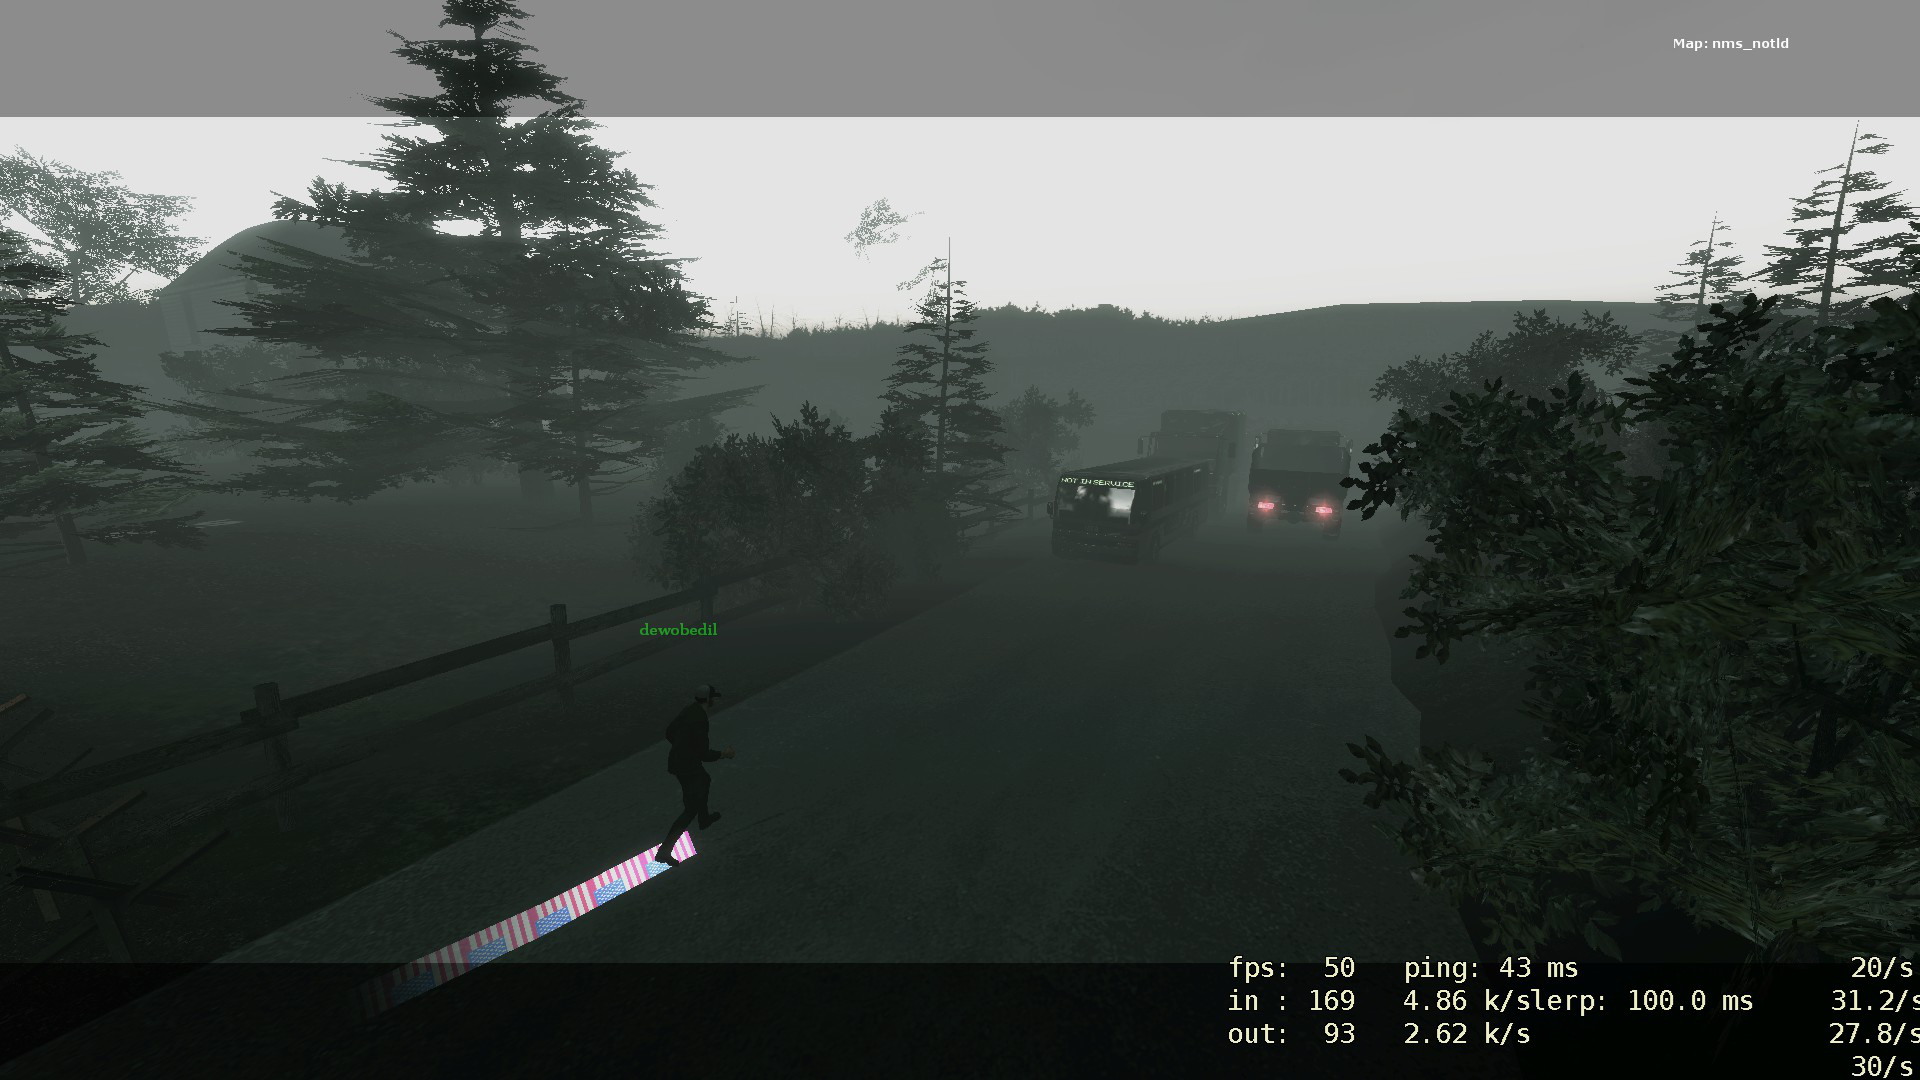 Map: nms_notld
NOT IN SERVICE
dewobedil
fps: 50 ping: 43 ms 20/s
in : 169 4.86 k/slerp: 100.0 ms 31.2/s
out: 93 2.62 k/s 27.8/s
30/s